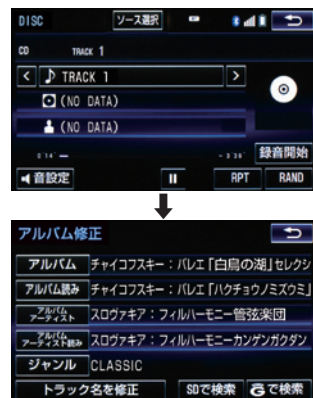 DISC ソース選択
CD TRACK 1
< ♪ TRACK 1 >
(NO DATA)
(NO DATA)
0'14" - 3'36" 録音開始
音設定 RPT RAND
アルバム修正
アルバム チャイコフスキー：バレエ「白鳥の湖」セレクシ
アルバム読み チャイコフスキー：バレエ「ハクチョウノミズウミ」
アルバムアーティスト スロヴァキア：フィルハーモニー管弦楽団
アルバムアーティスト読み スロヴァキア：フィルハーモニーカンゲンガクダン
ジャンル CLASSIC
トラック名を修正 SDで検索 Gで検索